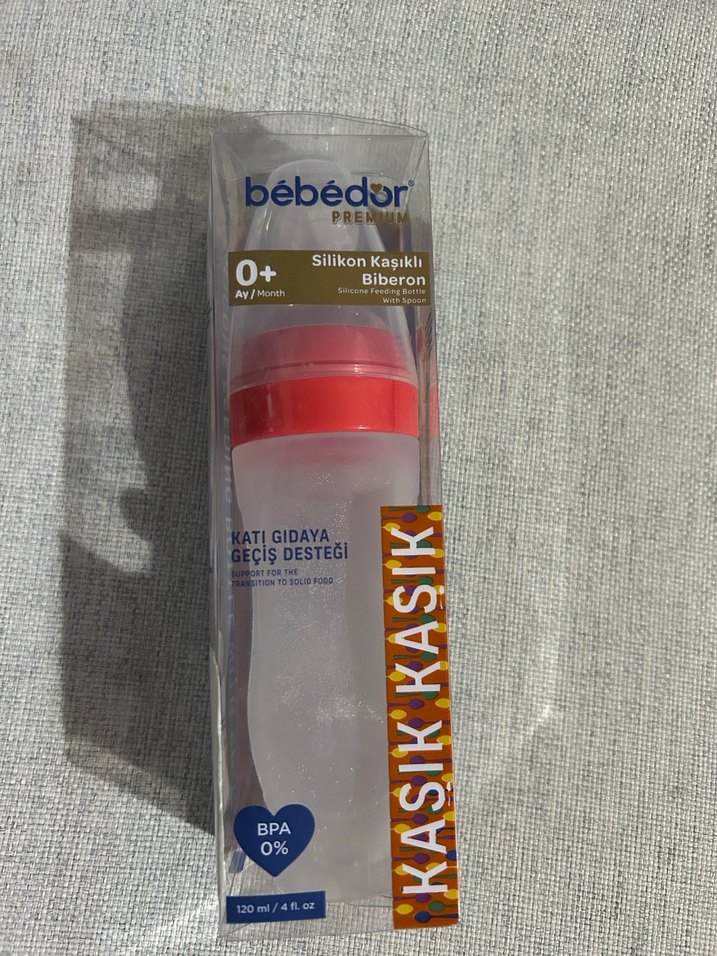 bébédor®
PREMIUM
0+
Ay / Month
Silikon Kaşıklı
Biberon
Silicone Feeding Bottle
With Spoon
KATI GIDAYA
GEÇİŞ DESTEĞİ
SUPPORT FOR THE
TRANSITION TO SOLID FOOD
KAŞIK KAŞIK
BPA
0%
120 ml / 4 fl. oz